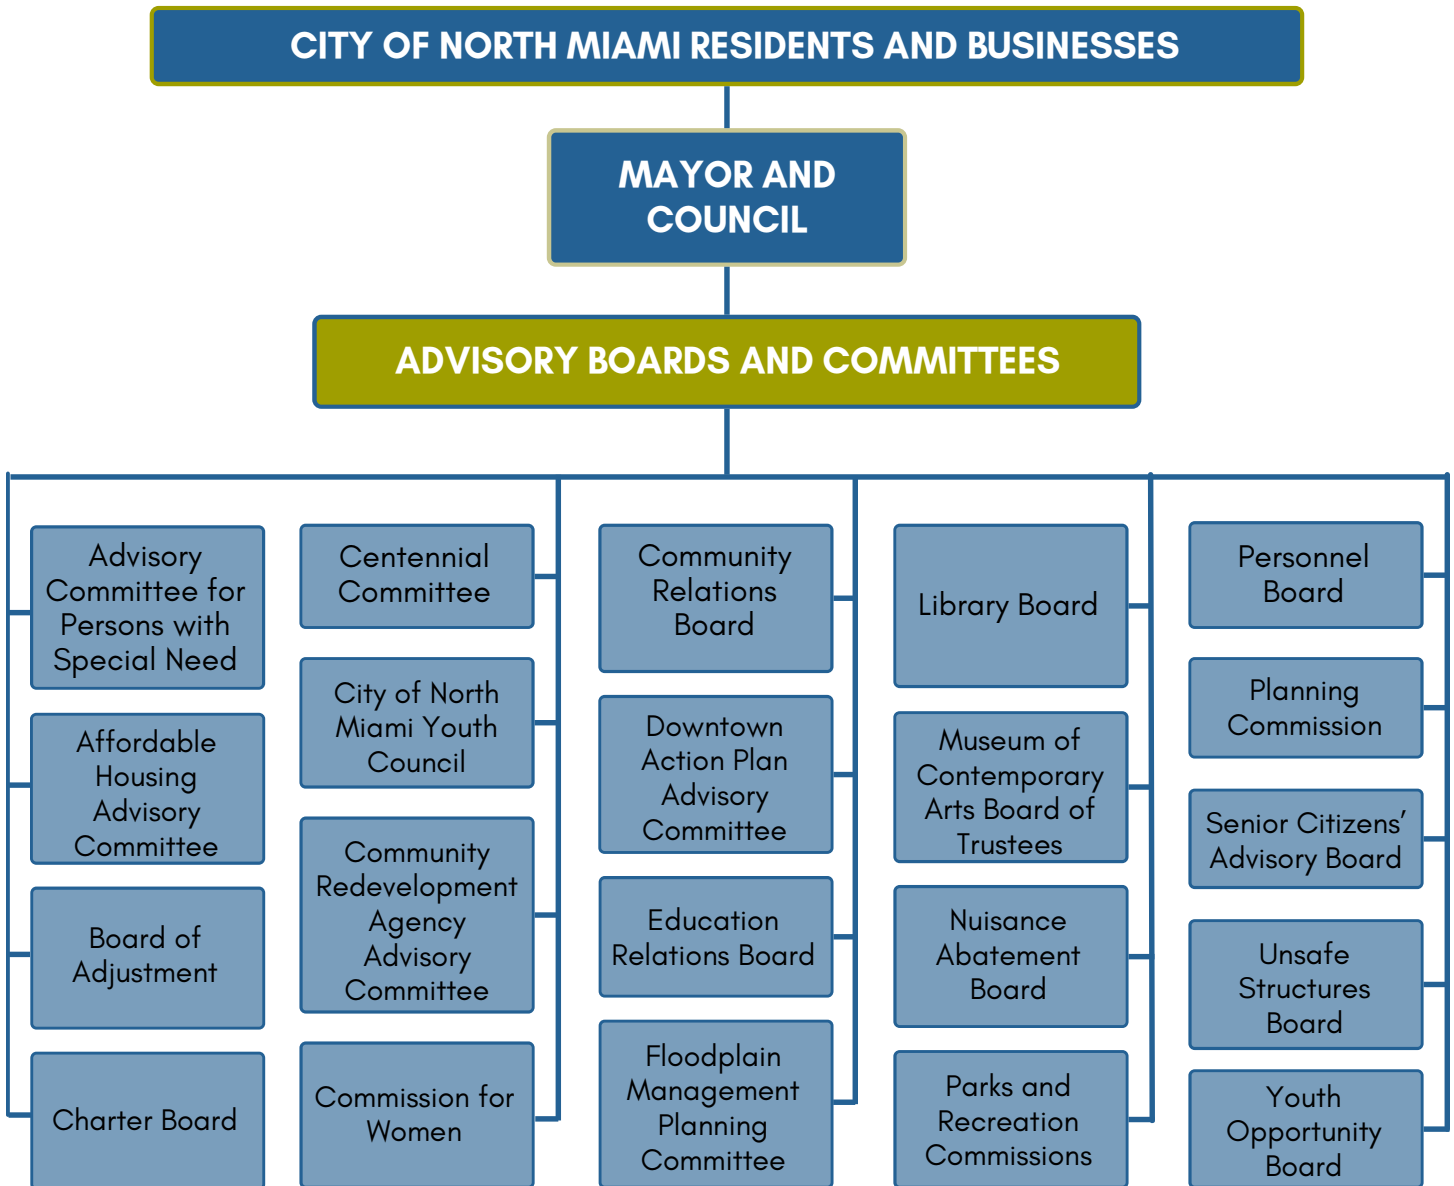 CITY OF NORTH MIAMI RESIDENTS AND BUSINESSES
MAYOR AND
COUNCIL
ADVISORY BOARDS AND COMMITTEES
Advisory
Committee for
Persons with
Special Need
Affordable
Housing
Advisory
Committee
Board of
Adjustment
Charter Board
Centennial
Committee
City of North
Miami Youth
Council
Community
Redevelopment
Agency
Advisory
Committee
Commission for
Women
Community
Relations
Board
Downtown
Action Plan
Advisory
Committee
Education
Relations Board
Floodplain
Management
Planning
Committee
Library Board
Museum of
Contemporary
Arts Board of
Trustees
Nuisance
Abatement
Board
Parks and
Recreation
Commissions
Personnel
Board
Planning
Commission
Senior Citizens’
Advisory Board
Unsafe
Structures
Board
Youth
Opportunity
Board